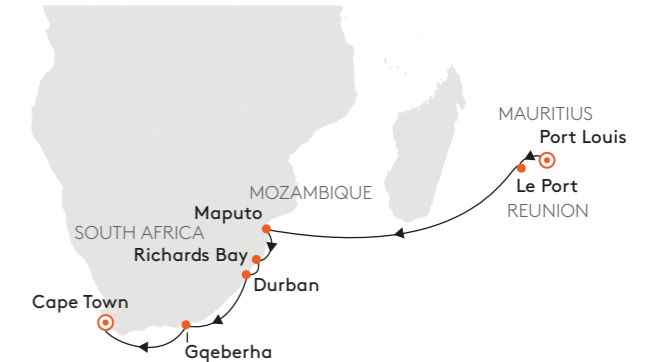 MAURITIUS
Port Louis
Le Port
REUNION
MOZAMBIQUE
Maputo
SOUTH AFRICA
Richards Bay
Durban
Cape Town
Gqeberha